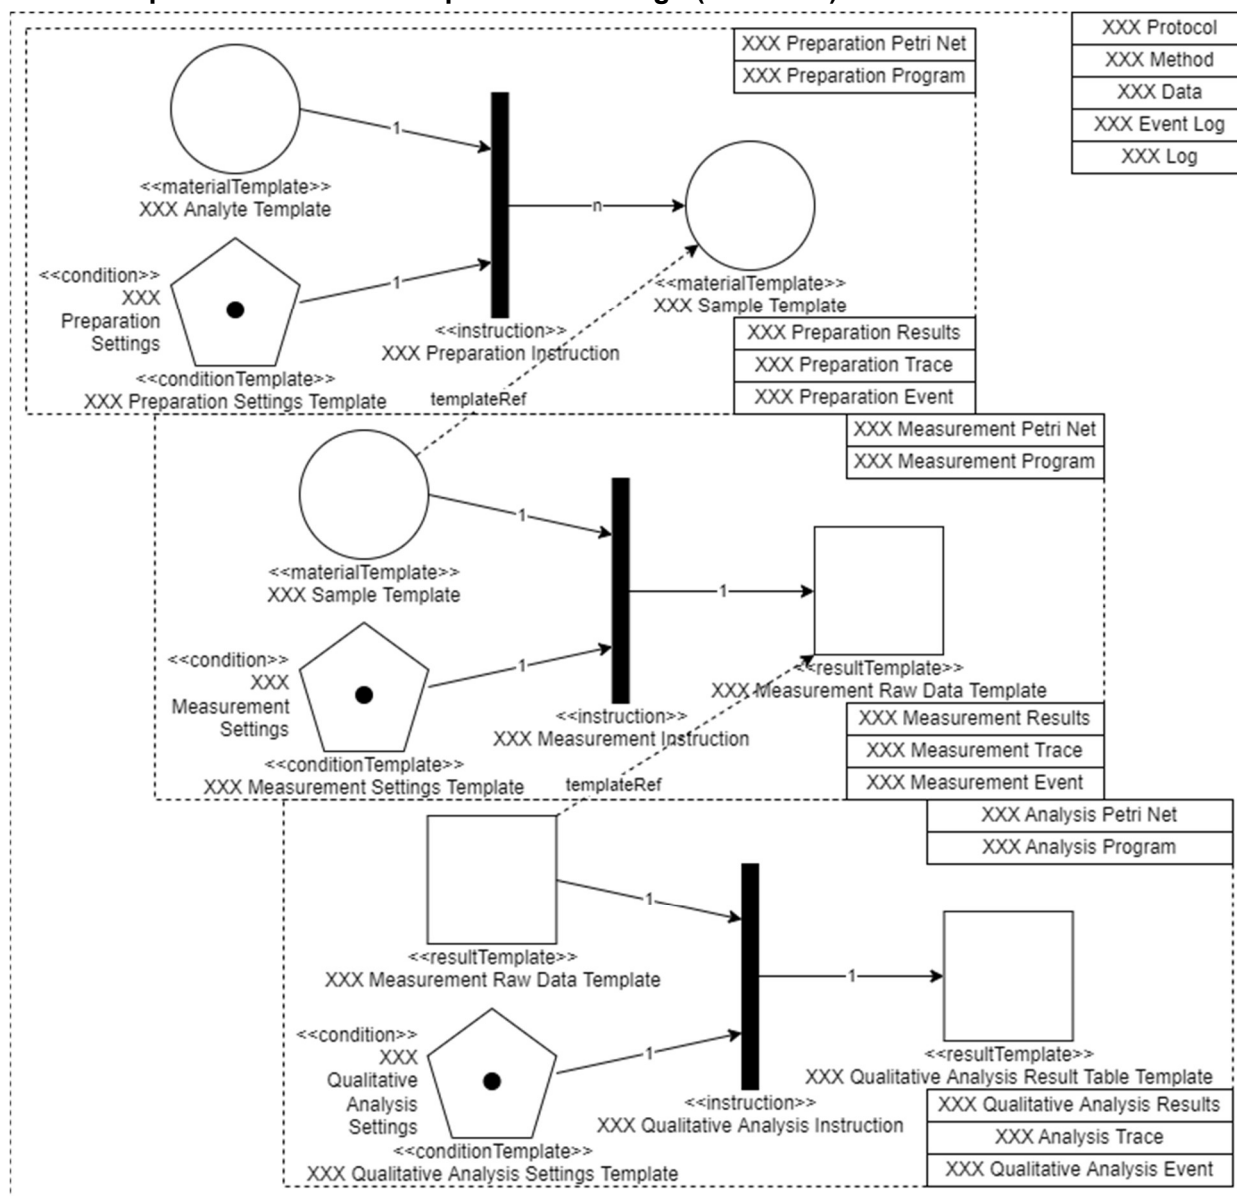 XXX Protocol
XXX Method
XXX Data
XXX Event Log
XXX Log
XXX Preparation Petri Net
XXX Preparation Program
1
<<materialTemplate>>
XXX Analyte Template
n
<<condition>>
XXX
Preparation
Settings
1
<<materialTemplate>>
XXX Sample Template
<<instruction>>
XXX Preparation Instruction
<<conditionTemplate>>
XXX Preparation Settings Template
templateRef
XXX Preparation Results
XXX Preparation Trace
XXX Preparation Event
XXX Measurement Petri Net
XXX Measurement Program
1
<<materialTemplate>>
XXX Sample Template
1
<<condition>>
XXX
Measurement
Settings
1
<<resultTemplate>>
XXX Measurement Raw Data Template
<<instruction>>
XXX Measurement Instruction
<<conditionTemplate>>
XXX Measurement Settings Template
templateRef
XXX Measurement Results
XXX Measurement Trace
XXX Measurement Event
XXX Analysis Petri Net
XXX Analysis Program
1
<<resultTemplate>>
XXX Measurement Raw Data Template
1
<<condition>>
XXX
Qualitative
Analysis
Settings
1
<<resultTemplate>>
XXX Qualitative Analysis Result Table Template
<<instruction>>
XXX Qualitative Analysis Instruction
<<conditionTemplate>>
XXX Qualitative Analysis Settings Template
XXX Qualitative Analysis Results
XXX Analysis Trace
XXX Qualitative Analysis Event